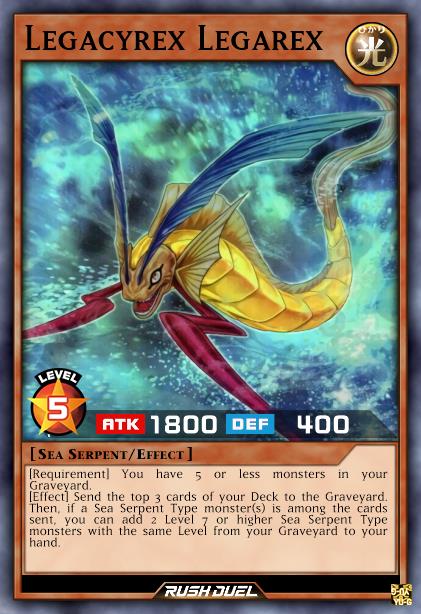 Legacyrex Legarex
ひかり
光
LEVEL
5
ATK 1800 DEF 400
[Sea Serpent/Effect]
[Requirement] You have 5 or less monsters in your
Graveyard.
[Effect] Send the top 3 cards of your Deck to the Graveyard.
Then, if a Sea Serpent Type monster(s) is among the cards
sent, you can add 2 Level 7 or higher Sea Serpent Type
monsters with the same Level from your Graveyard to your
hand.
RUSH DUEL